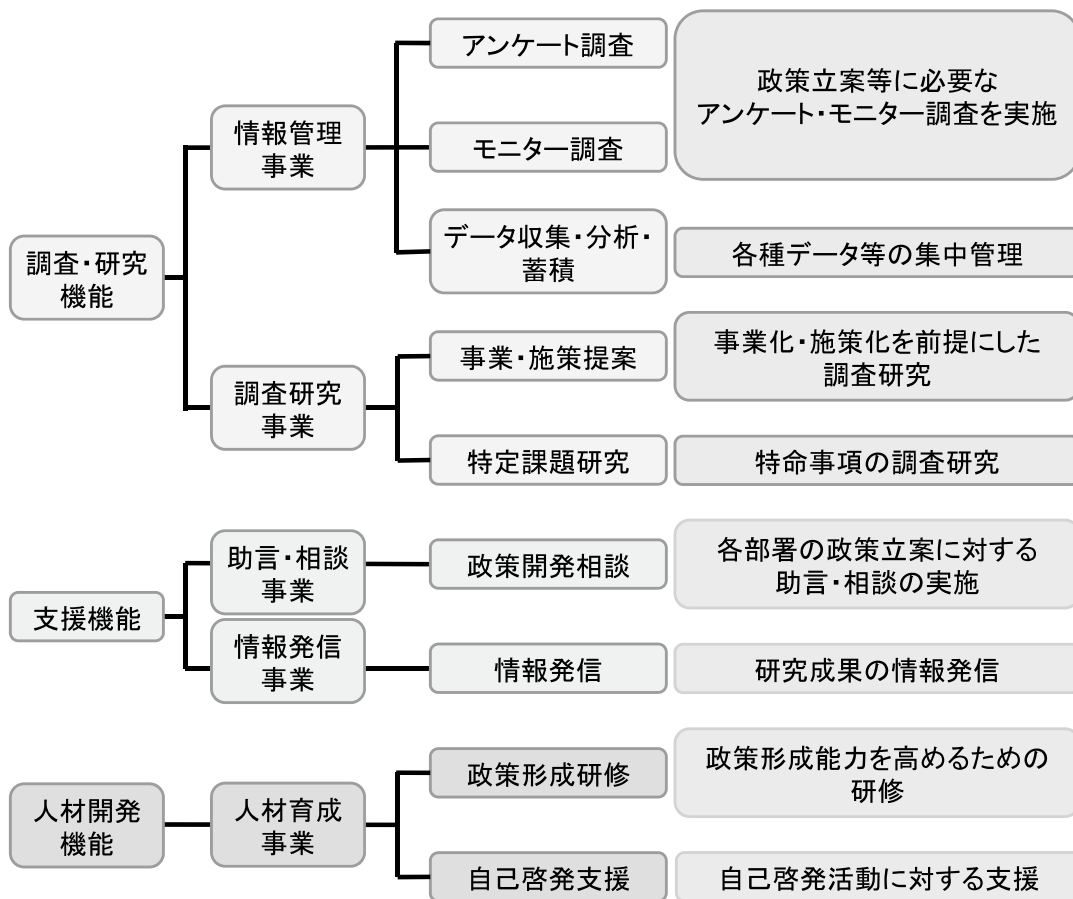 調査・研究
機能
情報管理
事業
アンケート調査
モニター調査
政策立案等に必要な
アンケート・モニター調査を実施
データ収集・分析・
蓄積
各種データ等の集中管理
調査研究
事業
事業・施策提案
事業化・施策化を前提にした
調査研究
特定課題研究
特命事項の調査研究
支援機能
助言・相談
事業
政策開発相談
各部署の政策立案に対する
助言・相談の実施
情報発信
事業
情報発信
研究成果の情報発信
人材開発
機能
人材育成
事業
政策形成研修
政策形成能力を高めるための
研修
自己啓発支援
自己啓発活動に対する支援